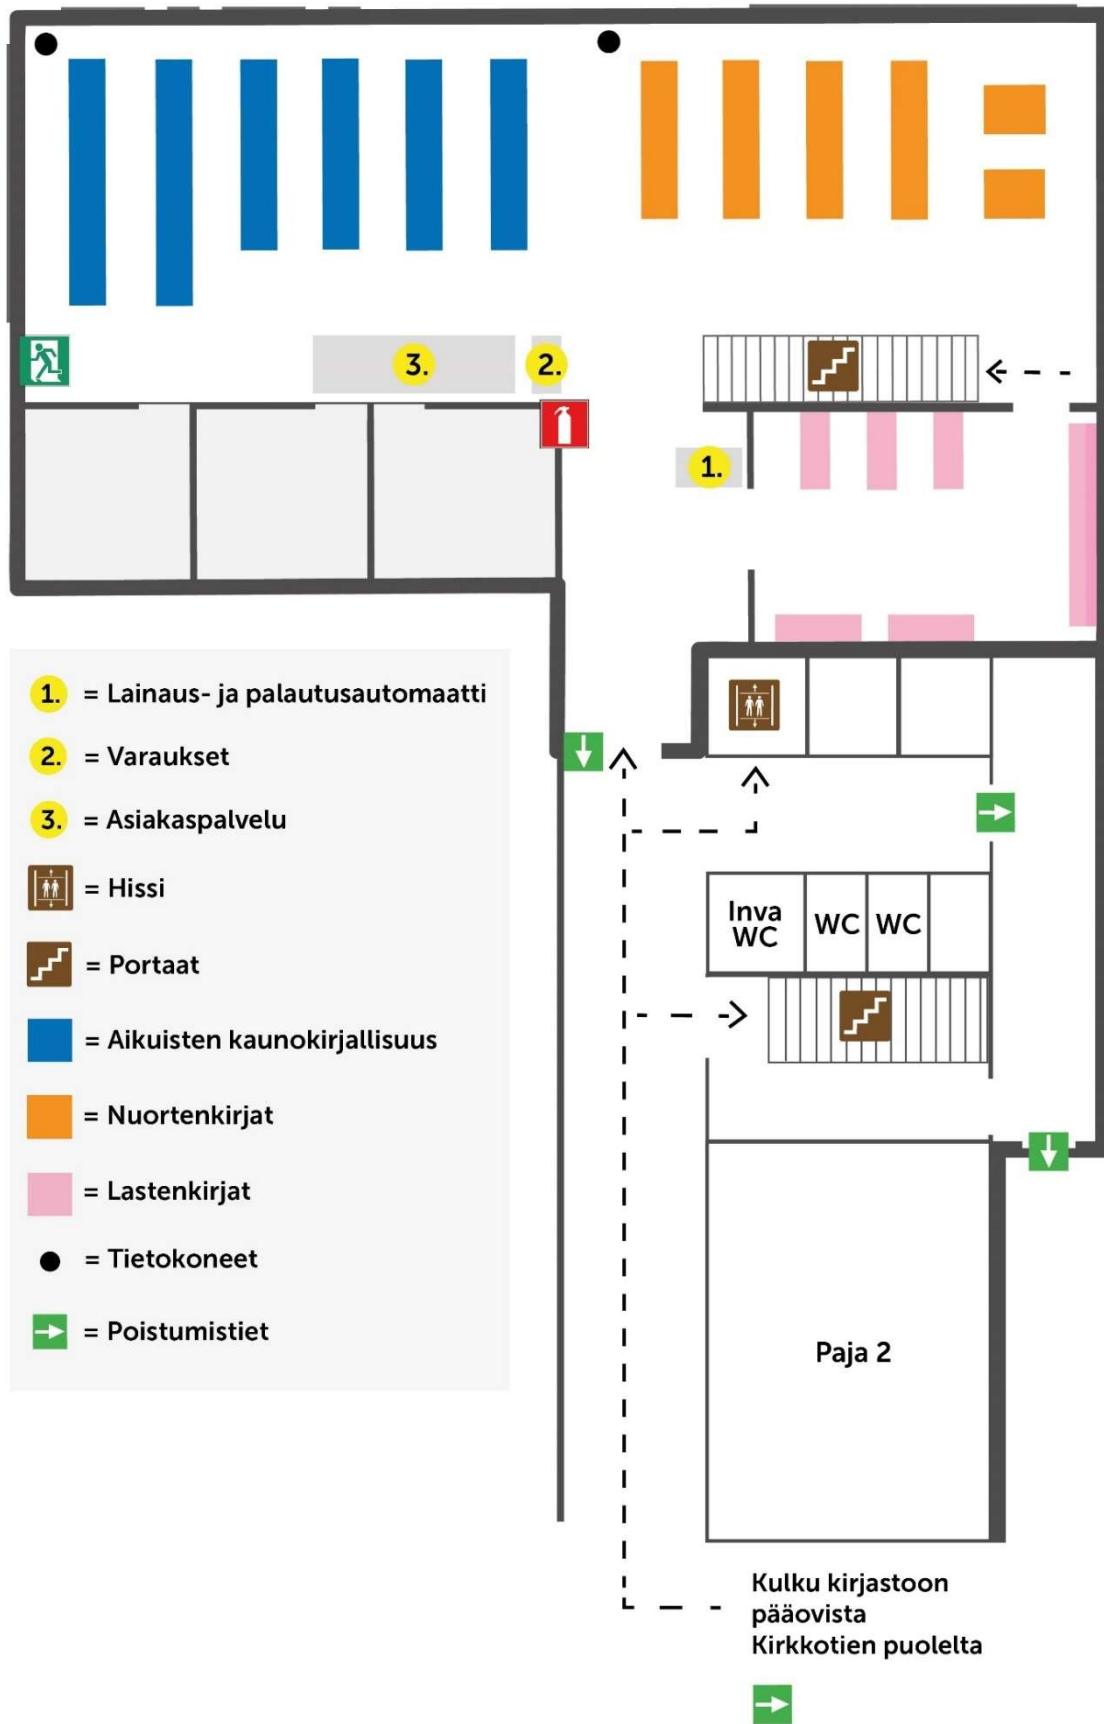 3.
2.
1.
1. = Lainaus- ja palautusautomaatti
2. = Varaukset
3. = Asiakaspalvelu
= Hissi
= Portaat
= Aikuisten kaunokirjallisuus
= Nuortenkirjat
= Lastenkirjat
= Tietokoneet
= Poistumistiet
Inva
WC
WC
WC
Paja 2
Kulku kirjastoon
pääovista
Kirkkotien puolelta